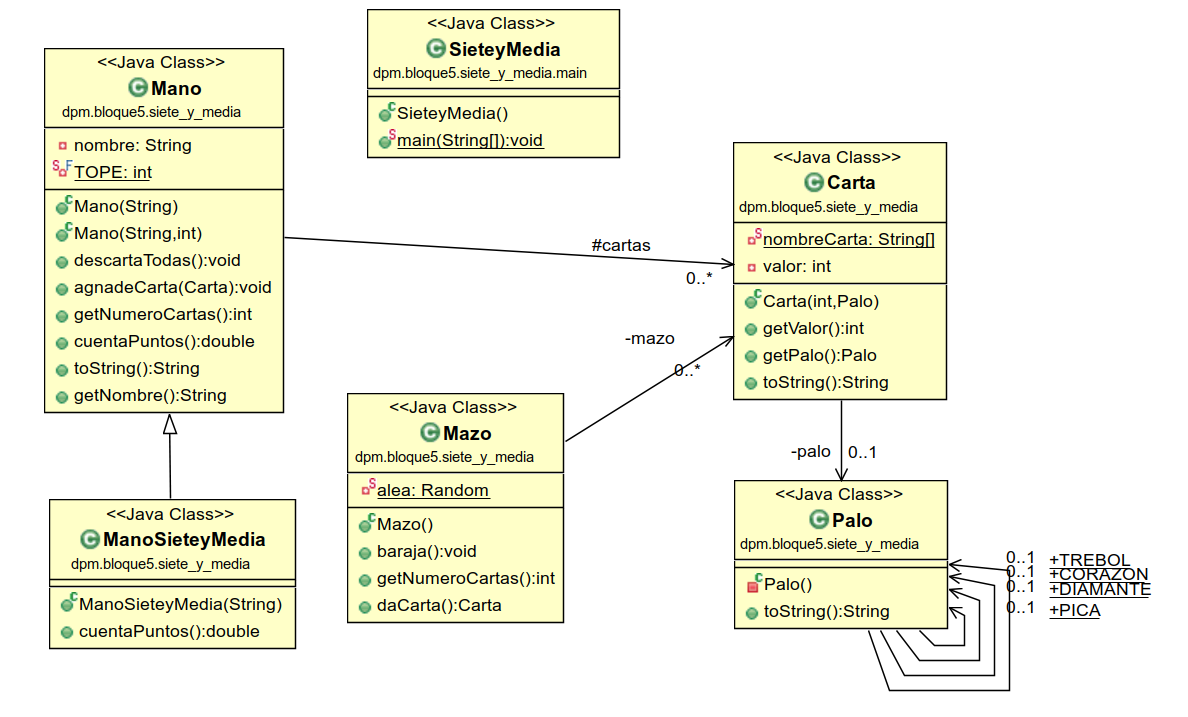 <<Java Class>>
SieteyMedia
dpm.bloque5.siete_y_media.main
SieteyMedia()
main(String[]):void
<<Java Class>>
Mano
dpm.bloque5.siete_y_media
nombre: String
TOPE: int
Mano(String)
Mano(String,int)
descartaTodas():void
agnadeCarta(Carta):void
getNumeroCartas():int
cuentaPuntos():double
toString():String
getNombre():String
#cartas
0..*
<<Java Class>>
Carta
dpm.bloque5.siete_y_media
nombreCarta: String[]
valor: int
Carta(int,Palo)
getValor():int
getPalo():Palo
toString():String
-mazo
0..*
<<Java Class>>
Mazo
dpm.bloque5.siete_y_media
alea: Random
Mazo()
baraja():void
getNumeroCartas():int
daCarta():Carta
-palo
0..1
<<Java Class>>
ManoSieteyMedia
dpm.bloque5.siete_y_media
ManoSieteyMedia(String)
cuentaPuntos():double
<<Java Class>>
Palo
dpm.bloque5.siete_y_media
Palo()
toString():String
0..1 +TREBOL
0..1 +CORAZON
0..1 +DIAMANTE
0..1 +PICA